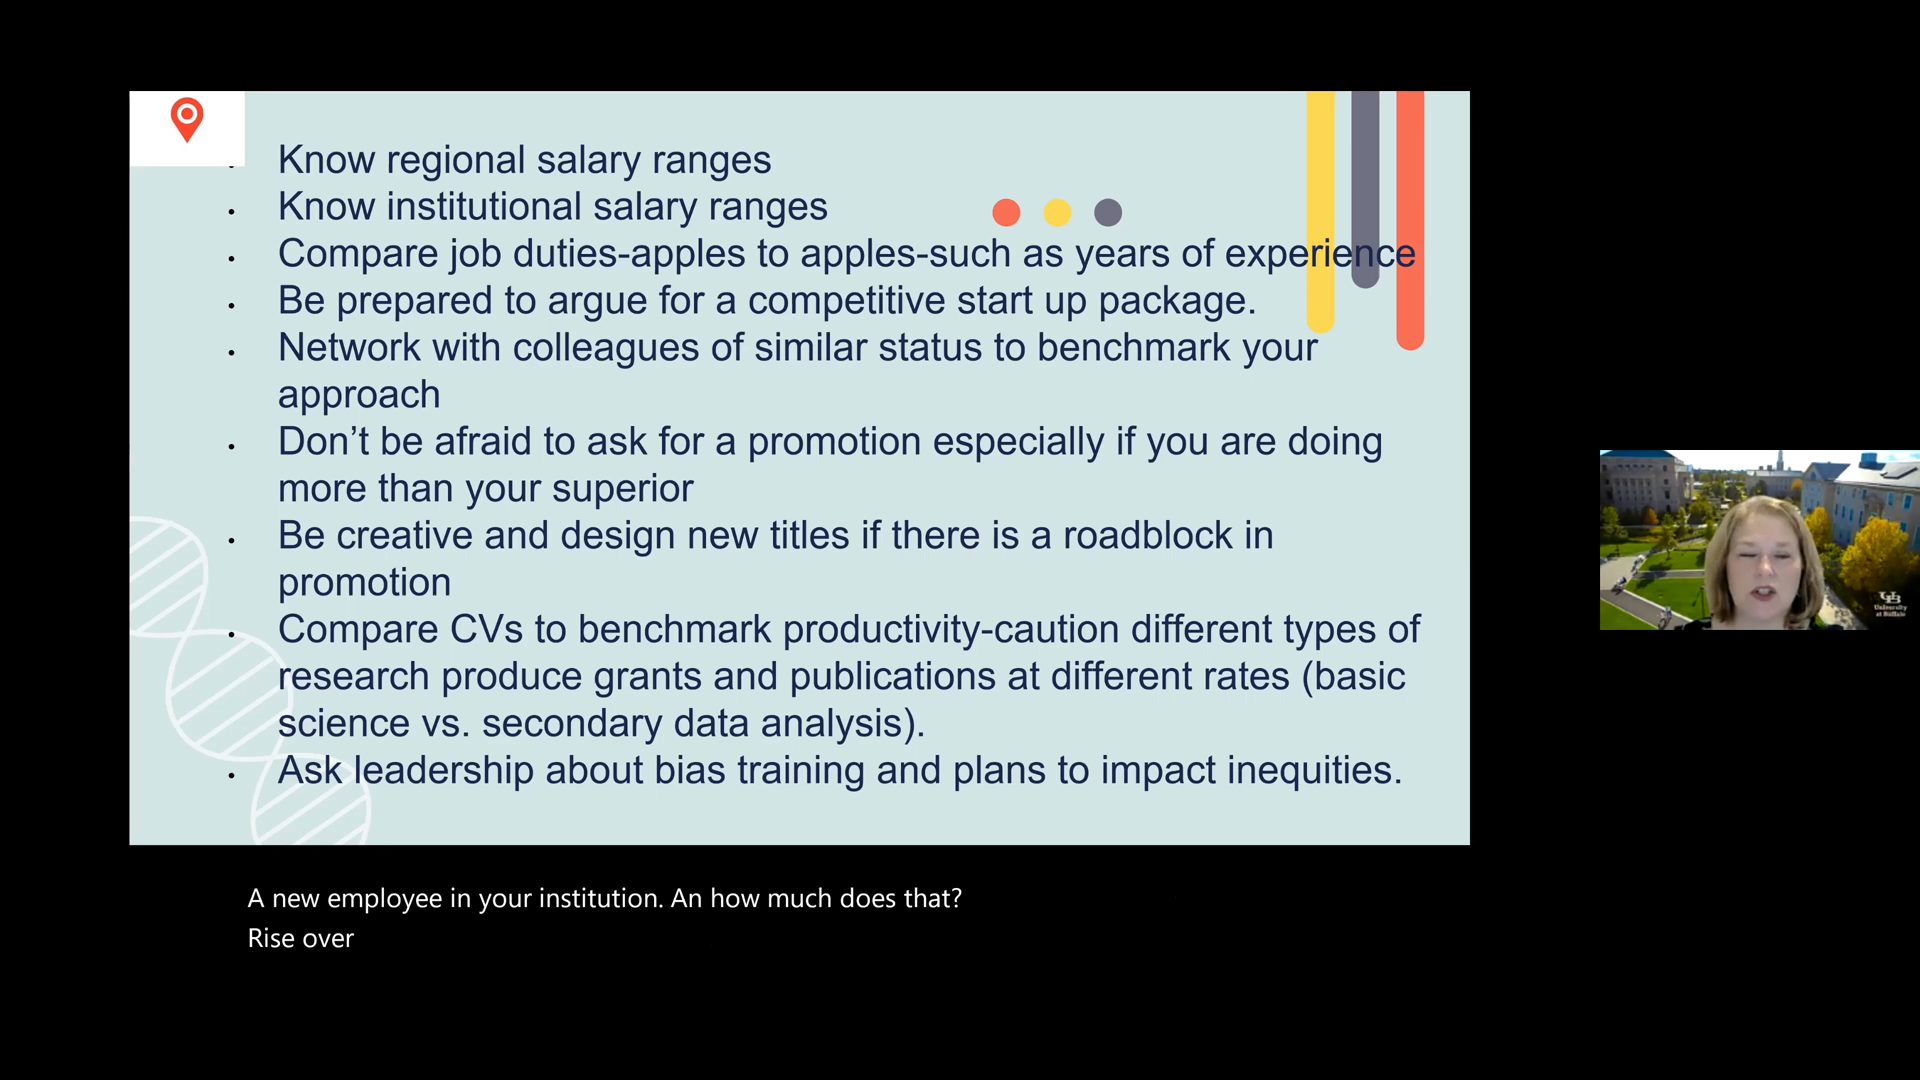 Know regional salary ranges
Know institutional salary ranges
Compare job duties-apples to apples-such as years of experience
Be prepared to argue for a competitive start up package.
Network with colleagues of similar status to benchmark your
approach
Don’t be afraid to ask for a promotion especially if you are doing
more than your superior
Be creative and design new titles if there is a roadblock in
promotion
Compare CVs to benchmark productivity-caution different types of
research produce grants and publications at different rates (basic
science vs. secondary data analysis).
Ask leadership about bias training and plans to impact inequities.
UB
University
at Buffalo
A new employee in your institution. An how much does that?
Rise over